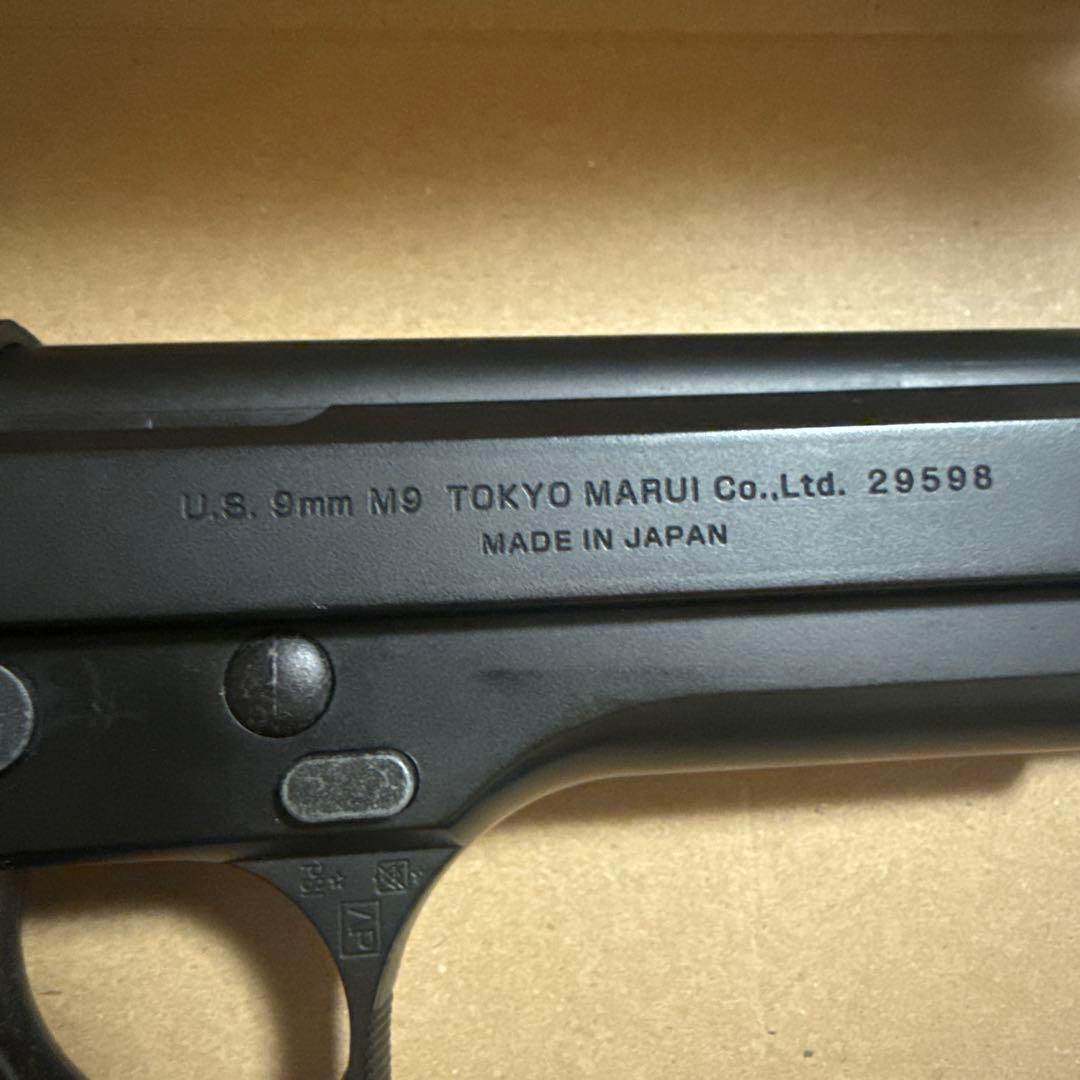 U.S. 9mm M9 TOKYO MARUI Co.,Ltd. 29598
MADE IN JAPAN